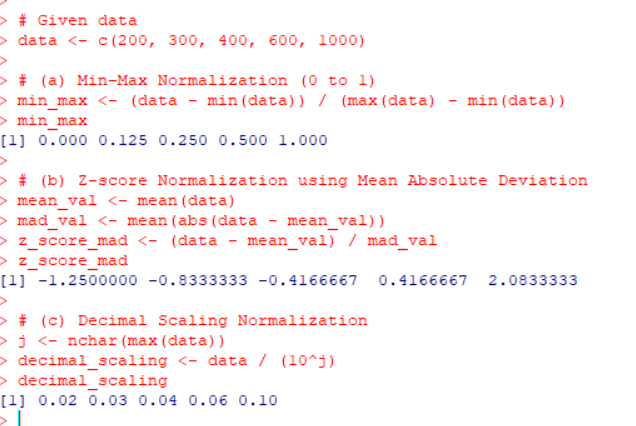 >
> # Given data
> data <- c(200, 300, 400, 600, 1000)
>
> # (a) Min-Max Normalization (0 to 1)
> min_max <- (data - min(data)) / (max(data) - min(data))
> min_max
[1] 0.000 0.125 0.250 0.500 1.000
>
> # (b) Z-score Normalization using Mean Absolute Deviation
> mean_val <- mean(data)
> mad_val <- mean(abs(data - mean_val))
> z_score_mad <- (data - mean_val) / mad_val
> z_score_mad
[1] -1.2500000 -0.8333333 -0.4166667  0.4166667  2.0833333
>
> # (c) Decimal Scaling Normalization
> j <- nchar(max(data))
> decimal_scaling <- data / (10^j)
> decimal_scaling
[1] 0.02 0.03 0.04 0.06 0.10
>